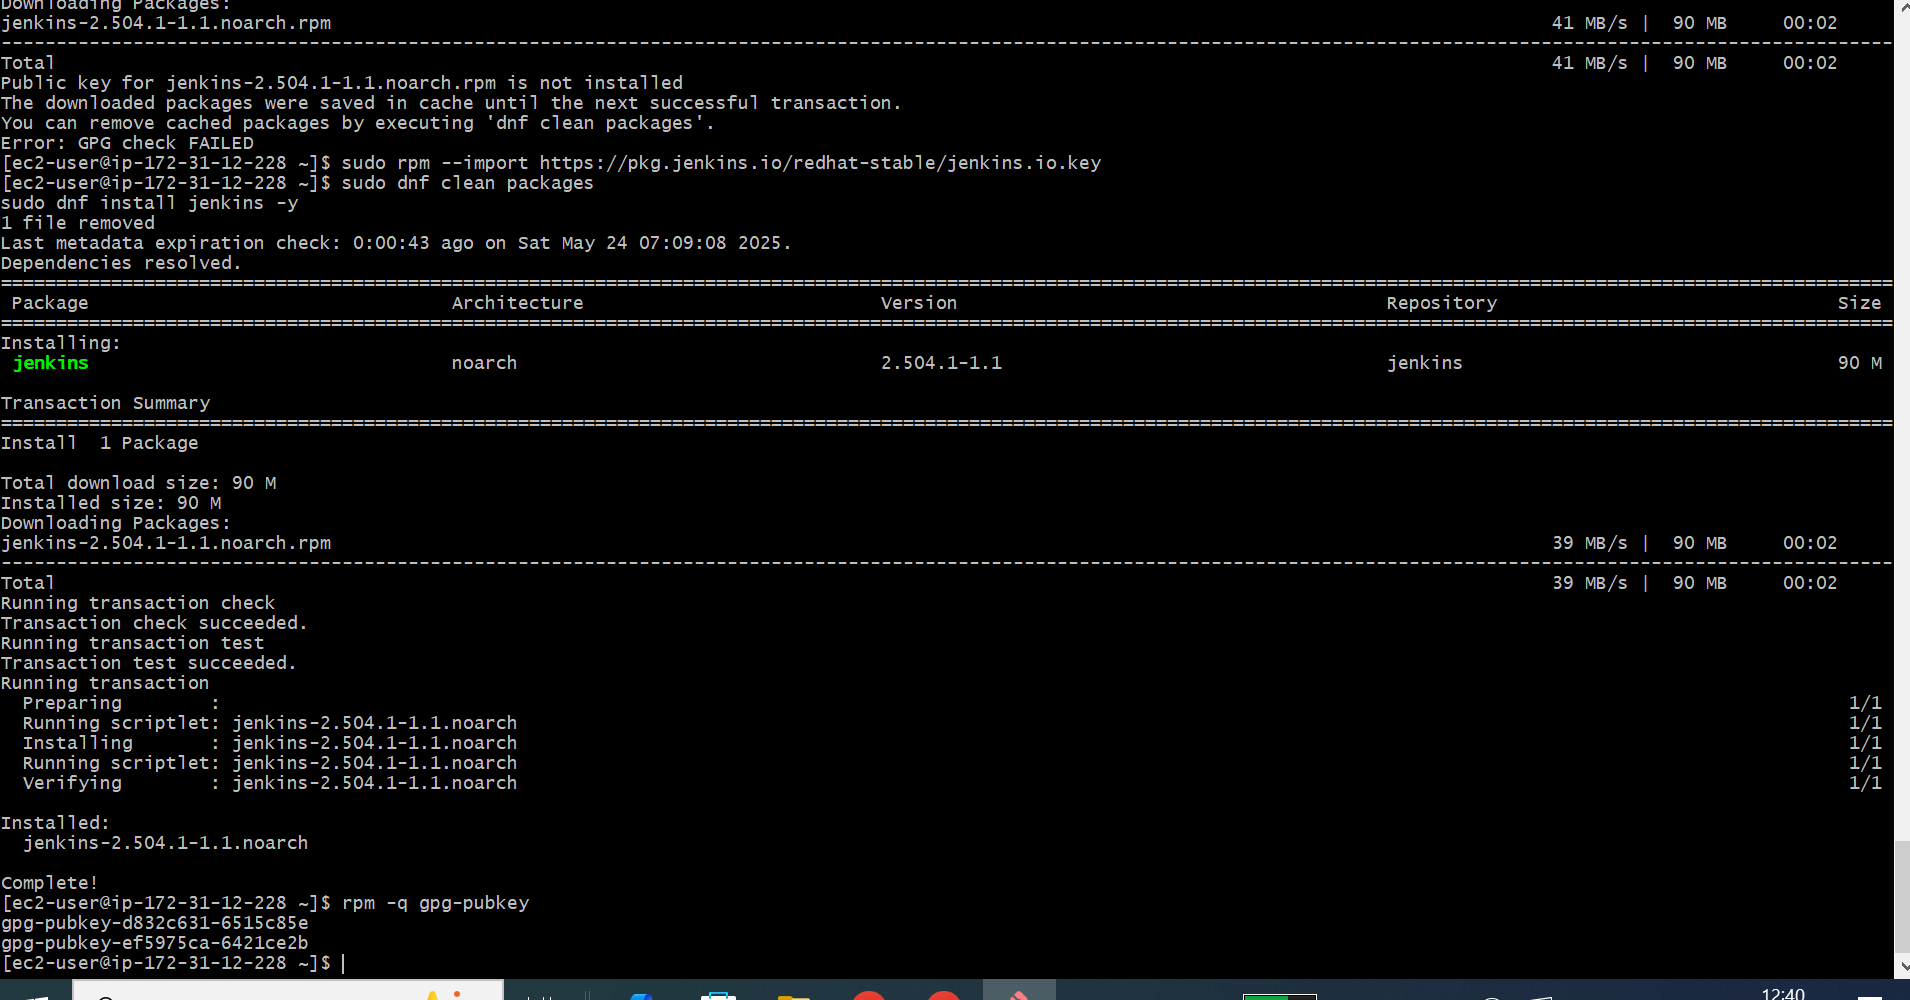 Downloading Packages:
jenkins-2.504.1-1.1.noarch.rpm 41 MB/s | 90 MB 00:02
--------------------------------------------------------------------------------
Total 41 MB/s | 90 MB 00:02
Public key for jenkins-2.504.1-1.1.noarch.rpm is not installed
The downloaded packages were saved in cache until the next successful transaction.
You can remove cached packages by executing 'dnf clean packages'.
Error: GPG check FAILED
[ec2-user@ip-172-31-12-228 ~]$ sudo rpm --import https://pkg.jenkins.io/redhat-stable/jenkins.io.key
[ec2-user@ip-172-31-12-228 ~]$ sudo dnf clean packages
sudo dnf install jenkins -y
1 file removed
Last metadata expiration check: 0:00:43 ago on Sat May 24 07:09:08 2025.
Dependencies resolved.
================================================================================
Package Architecture Version Repository Size
================================================================================
Installing:
jenkins noarch 2.504.1-1.1 jenkins 90 M
Transaction Summary
================================================================================
Install 1 Package
Total download size: 90 M
Installed size: 90 M
Downloading Packages:
jenkins-2.504.1-1.1.noarch.rpm 39 MB/s | 90 MB 00:02
--------------------------------------------------------------------------------
Total 39 MB/s | 90 MB 00:02
Running transaction check
Transaction check succeeded.
Running transaction test
Transaction test succeeded.
Running transaction
Preparing : 1/1
Running scriptlet: jenkins-2.504.1-1.1.noarch 1/1
Installing : jenkins-2.504.1-1.1.noarch 1/1
Running scriptlet: jenkins-2.504.1-1.1.noarch 1/1
Verifying : jenkins-2.504.1-1.1.noarch 1/1
Installed:
jenkins-2.504.1-1.1.noarch
Complete!
[ec2-user@ip-172-31-12-228 ~]$ rpm -q gpg-pubkey
gpg-pubkey-d832c631-6515c85e
gpg-pubkey-ef5975ca-6421ce2b
[ec2-user@ip-172-31-12-228 ~]$
12:40